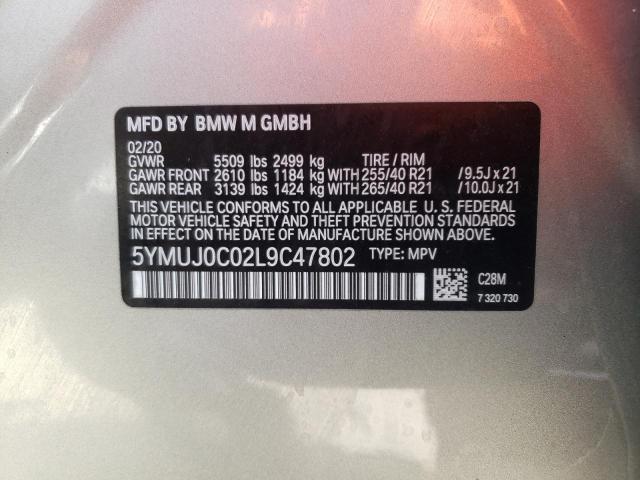 MFD BY BMW M GMBH
02/20
GVWR 5509 lbs 2499 kg TIRE / RIM
GAWR FRONT 2610 lbs 1184 kg WITH 255/40 R21 /9.5J x 21
GAWR REAR 3139 lbs 1424 kg WITH 265/40 R21 /10.0J x 21
THIS VEHICLE CONFORMS TO ALL APPLICABLE U. S. FEDERAL
MOTOR VEHICLE SAFETY AND THEFT PREVENTION STANDARDS
IN EFFECT ON THE DATE OF MANUFACTURE SHOWN ABOVE.
5YMUJ0C02L9C47802 TYPE: MPV
C28M
7 320 730